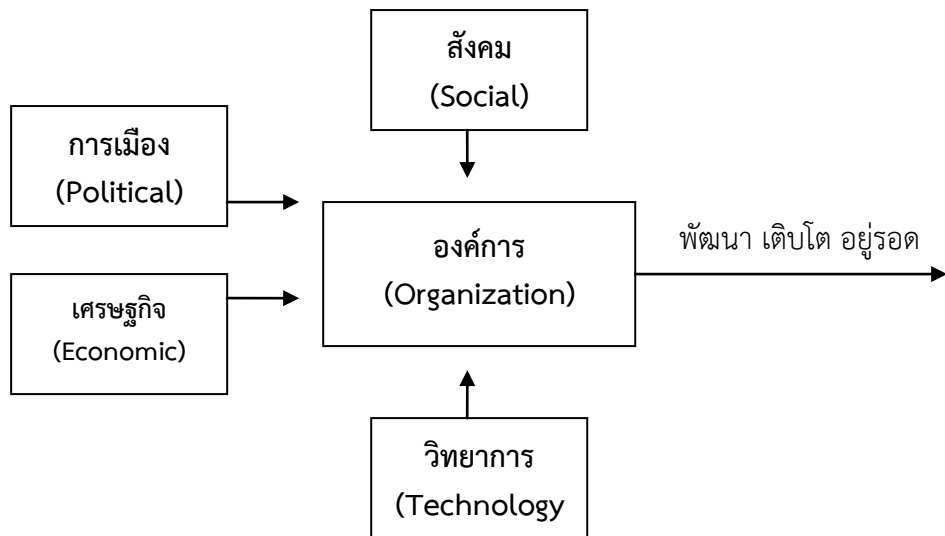 สังคม
(Social)
การเมือง
(Political)
องค์การ
(Organization)
พัฒนา เติบโต อยู่รอด
เศรษฐกิจ
(Economic)
วิทยาการ
(Technology